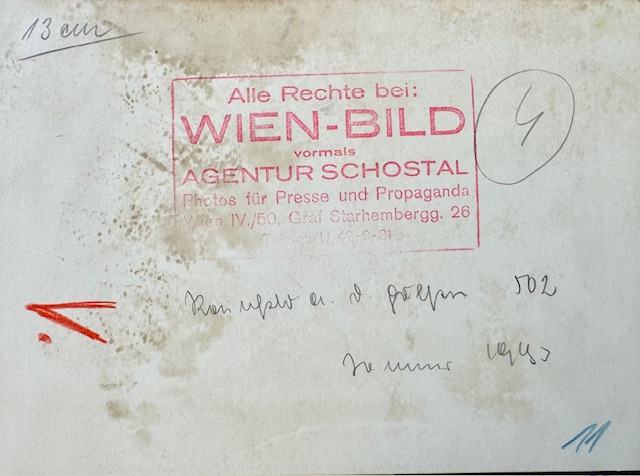 13 cm
Alle Rechte bei:
WIEN-BILD
vormals
AGENTUR SCHOSTAL
Photos für Presse und Propaganda
Wien IV./50, Graf Starhembergg. 26
Telefon U
4
a. d. 502
11